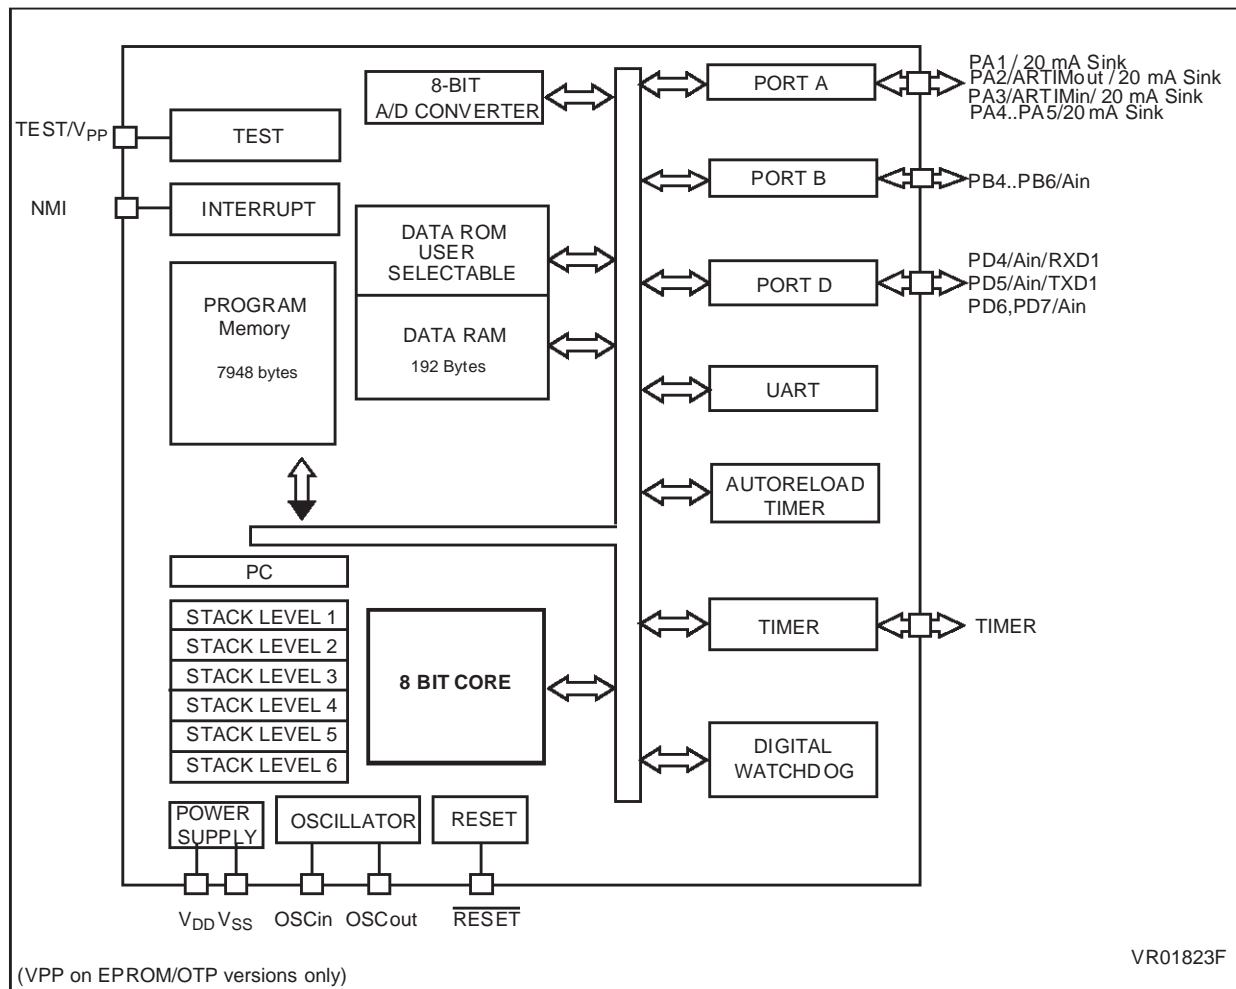 8-BIT
A/D CONVERTER
PORT A
PA1 / 20 mA Sink
PA2/ARTIMout / 20 mA Sink
PA3/ARTIMin/ 20 mA Sink
PA4..PA5/20 mA Sink
TEST/VPP
TEST
PORT B
PB4..PB6/Ain
NMI
INTERRUPT
DATA ROM
USER
SELECTABLE
PORT D
PD4/Ain/RXD1
PD5/Ain/TXD1
PD6,PD7/Ain
PROGRAM
Memory
7948 bytes
DATA RAM
192 Bytes
UART
AUTORELOAD
TIMER
PC
STACK LEVEL 1
STACK LEVEL 2
STACK LEVEL 3
STACK LEVEL 4
STACK LEVEL 5
STACK LEVEL 6
8 BIT CORE
TIMER
TIMER
DIGITAL
WATCHDOG
POWER
SUPPLY
OSCILLATOR
RESET
VDD VSS
OSCin
OSCout
RESET
VR01823F
(VPP on EPROM/OTP versions only)